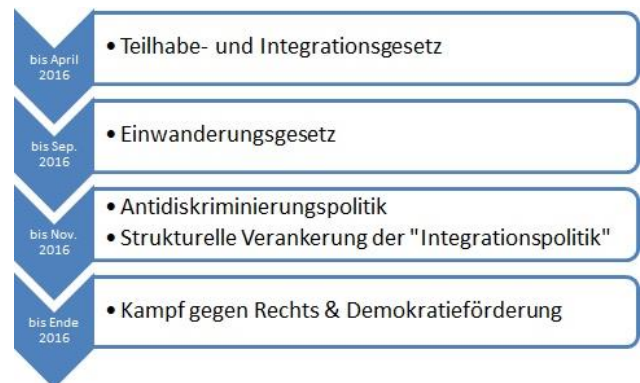 bis April
2016
• Teilhabe- und Integrationsgesetz
bis Sep.
2016
• Einwanderungsgesetz
bis Nov.
2016
• Antidiskriminierungspolitik
• Strukturelle Verankerung der "Integrationspolitik"
bis Ende
2016
• Kampf gegen Rechts & Demokratieförderung